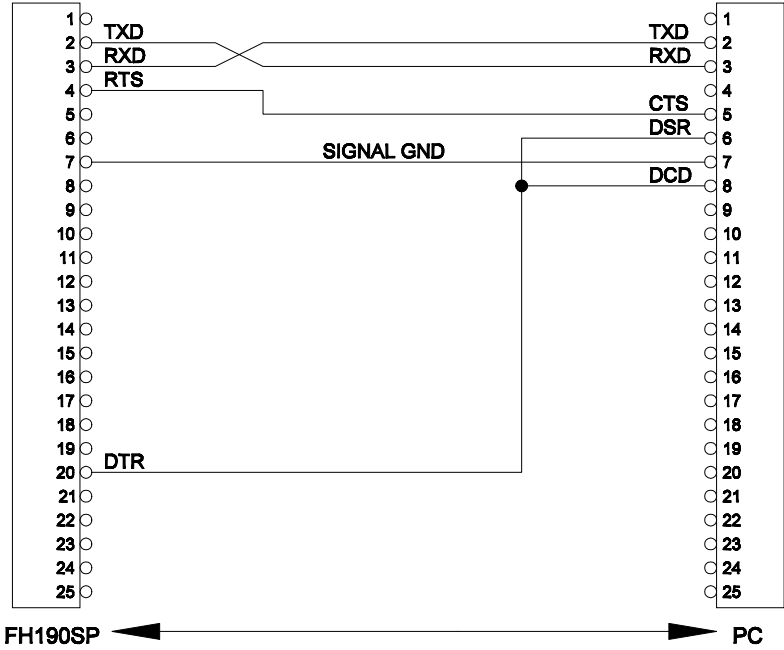 1 1
TXD TXD
2 2
RXD RXD
3 3
RTS
4 4
CTS
5 5
DSR
6 6
SIGNAL GND
7 7
DCD
8 8
9 9
10 10
11 11
12 12
13 13
14 14
15 15
16 16
17 17
18 18
19 19
DTR
20 20
21 21
22 22
23 23
24 24
25 25
FH190SP PC